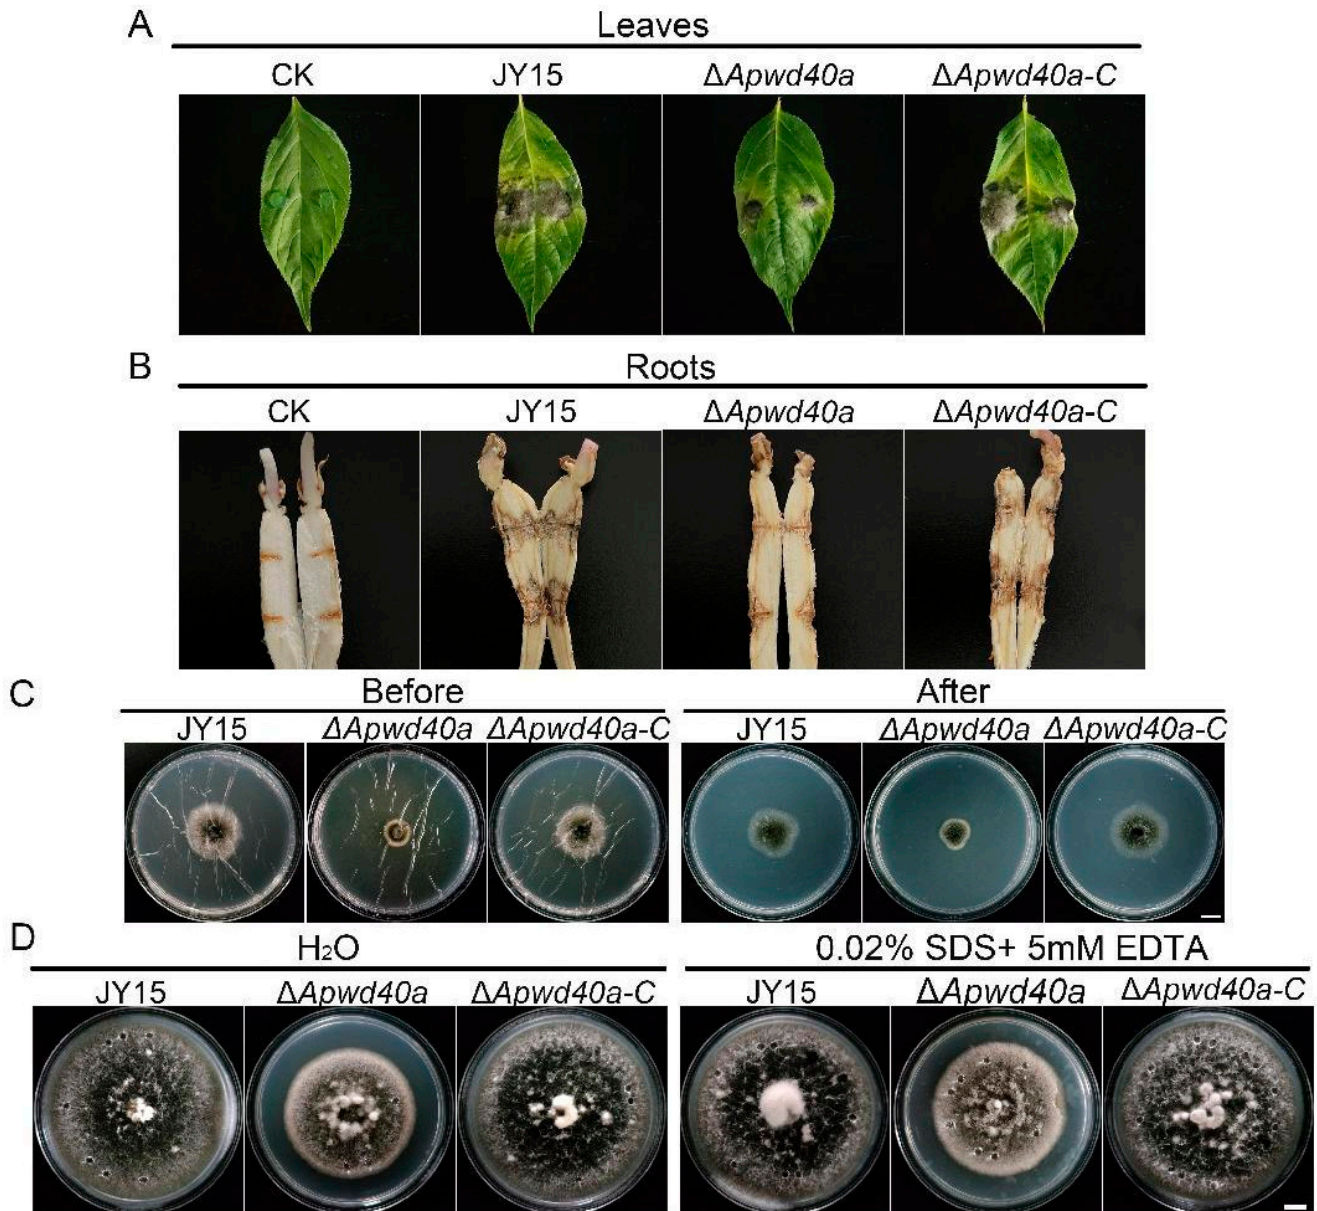 A
Leaves
CK JY15 ΔApwd40a ΔApwd40a-C
B
Roots
CK JY15 ΔApwd40a ΔApwd40a-C
C
Before After
JY15 ΔApwd40a ΔApwd40a-C JY15 ΔApwd40a ΔApwd40a-C
D
H₂O 0.02% SDS+ 5mM EDTA
JY15 ΔApwd40a ΔApwd40a-C JY15 ΔApwd40a ΔApwd40a-C